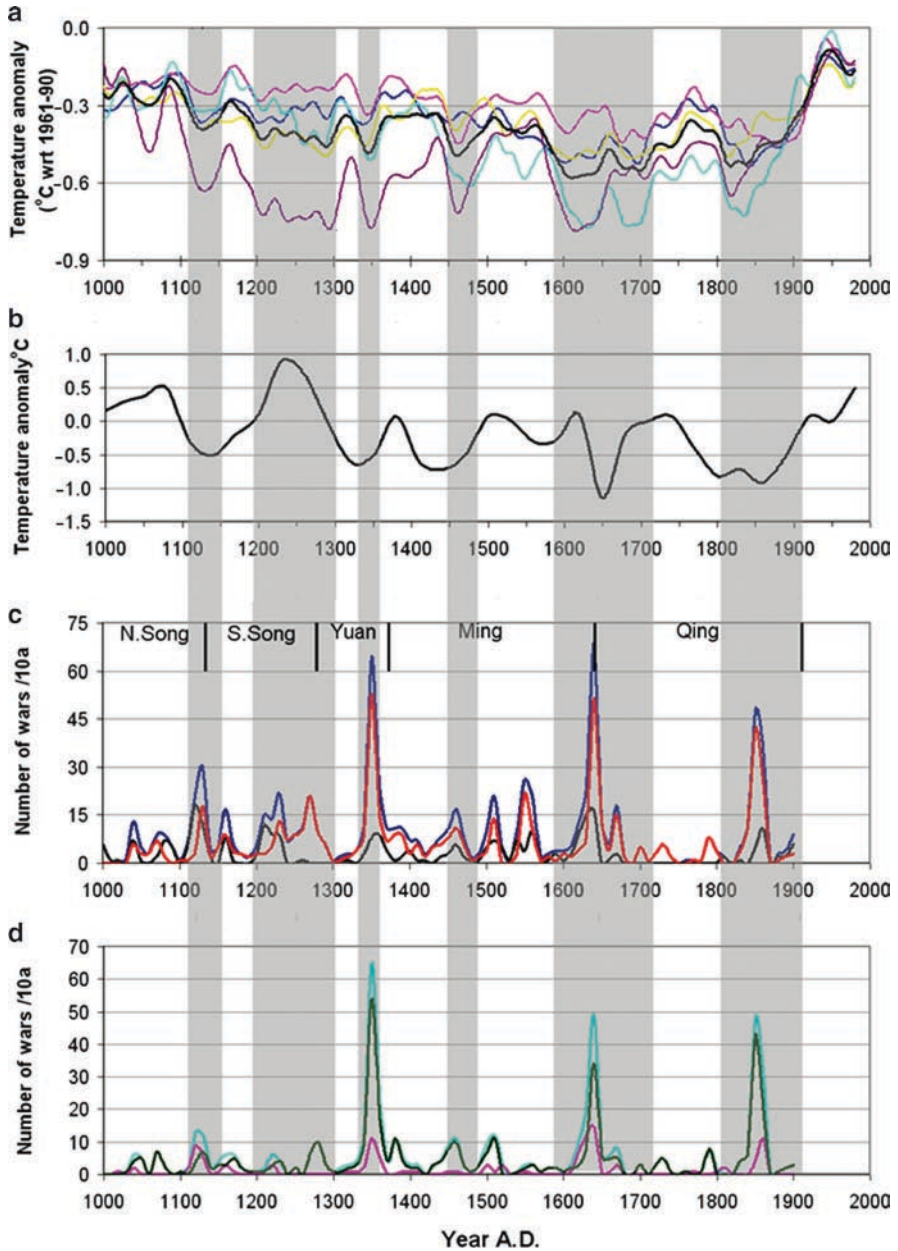 a
Temperature anomaly
(°C wrt 1961-90)
0.0
-0.3
-0.6
-0.9
1000 1100 1200 1300 1400 1500 1600 1700 1800 1900 2000
b
Temperature anomaly°C
1.0
0.5
0.0
-0.5
-1.0
-1.5
1000 1100 1200 1300 1400 1500 1600 1700 1800 1900 2000
c
Number of wars /10a
75
60
45
30
15
0
N.Song S.Song Yuan Ming Qing
1000 1100 1200 1300 1400 1500 1600 1700 1800 1900 2000
d
Number of wars /10a
70
60
50
40
30
20
10
0
1000 1100 1200 1300 1400 1500 1600 1700 1800 1900 2000
Year A.D.